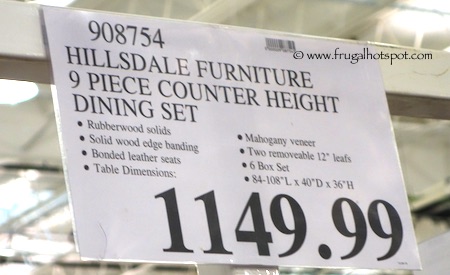 908754
© www.frugalhotspot.com
HILLSDALE FURNITURE
9 PIECE COUNTER HEIGHT
DINING SET
• Rubberwood solids
• Solid wood edge banding
• Bonded leather seats
• Table Dimensions:
• Mahogany veneer
• Two removeable 12" leafs
• 6 Box Set
• 84-108"L x 40"D x 36"H
1149.99